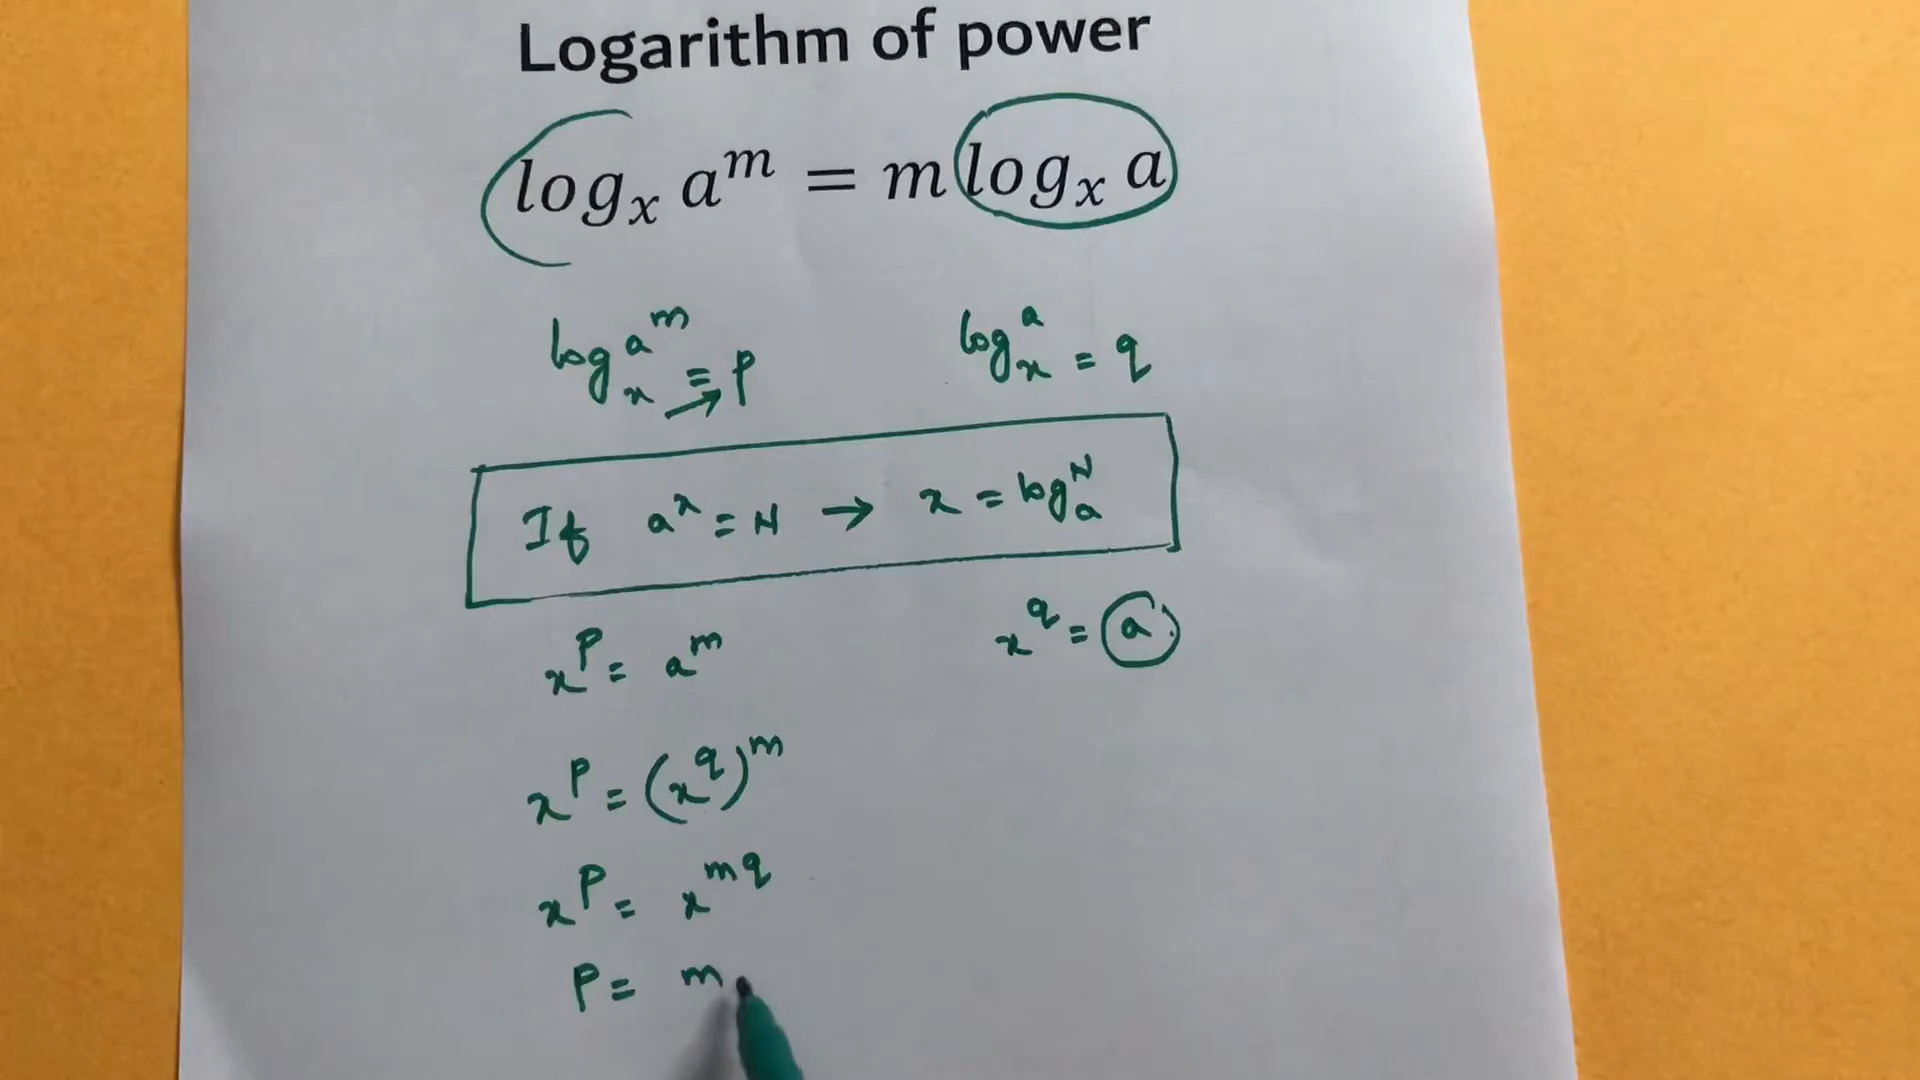 Logarithm of power
logₓ aᵐ = m logₓ a
logₓ aᵐ = p
logₓ a = q
If aˣ = N → x = logₐ N
xᵖ = aᵐ
x^q = a
xᵖ = (x^q)ᵐ
xᵖ = x^mq
p = m